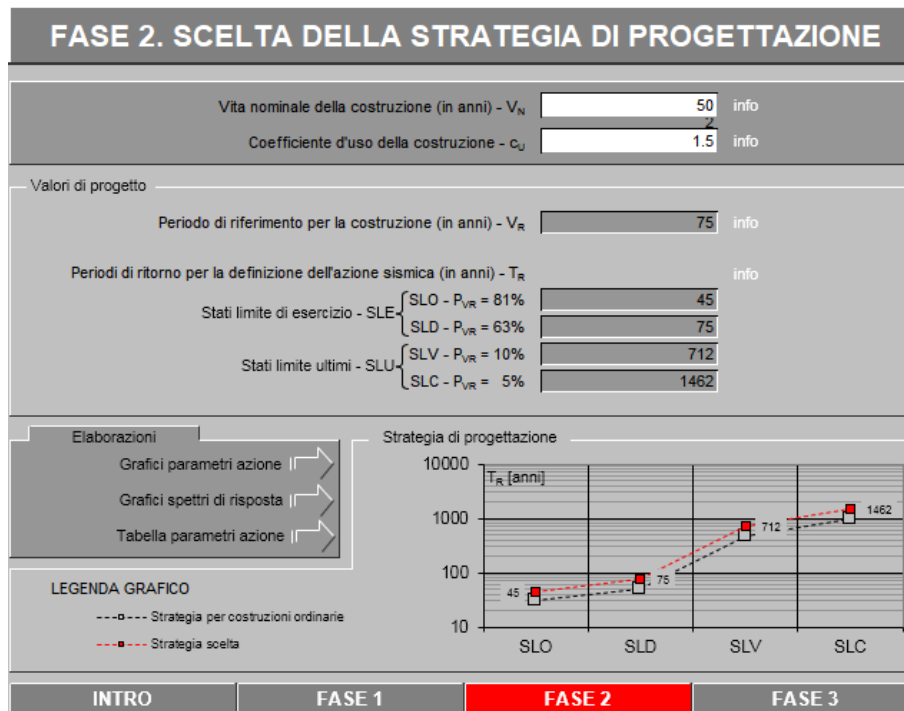 FASE 2. SCELTA DELLA STRATEGIA DI PROGETTAZIONE
Vita nominale della costruzione (in anni) - VN 50 info
2
Coefficiente d'uso della costruzione - cU 1.5 info
Valori di progetto
Periodo di riferimento per la costruzione (in anni) - VR 75 info
Periodi di ritorno per la definizione dell'azione sismica (in anni) - TR info
Stati limite di esercizio - SLE
SLO - PVR = 81% 45
SLD - PVR = 63% 75
Stati limite ultimi - SLU
SLV - PVR = 10% 712
SLC - PVR = 5% 1462
Elaborazioni
Grafici parametri azione
Grafici spettri di risposta
Tabella parametri azione
LEGENDA GRAFICO
Strategia per costruzioni ordinarie
Strategia scelta
Strategia di progettazione
TR [anni]
10000
1000
100
10
45
75
712
1462
SLO SLD SLV SLC
INTRO FASE 1 FASE 2 FASE 3